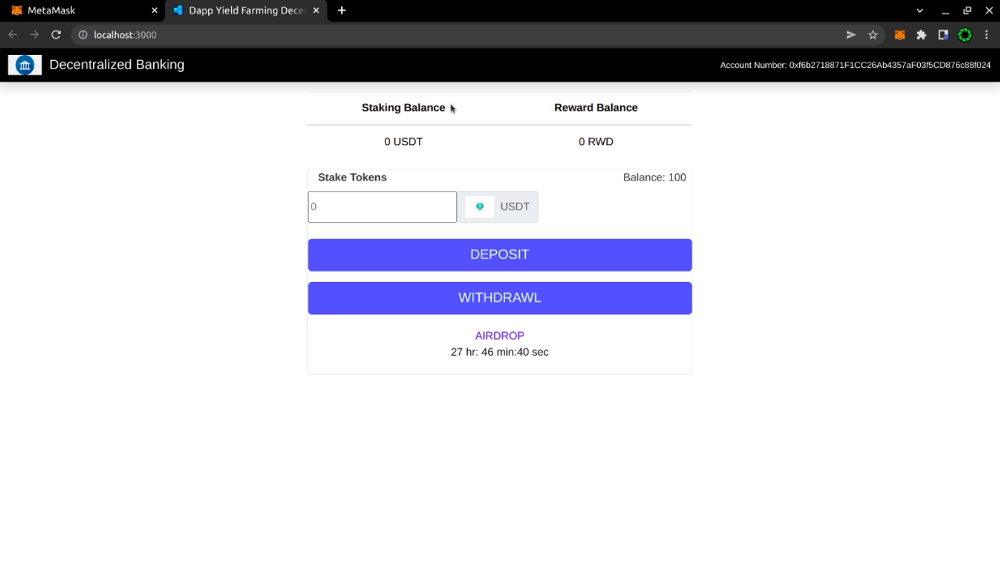 MetaMask
Dapp Yield Farming Dece
localhost:3000
Decentralized Banking
Account Number: 0xf6b2718871F1CC26Ab4357aF03f5CD876c88f024
Staking Balance Reward Balance
0 USDT 0 RWD
Stake Tokens Balance: 100
0 USDT
DEPOSIT
WITHDRAWL
AIRDROP
27 hr: 46 min:40 sec